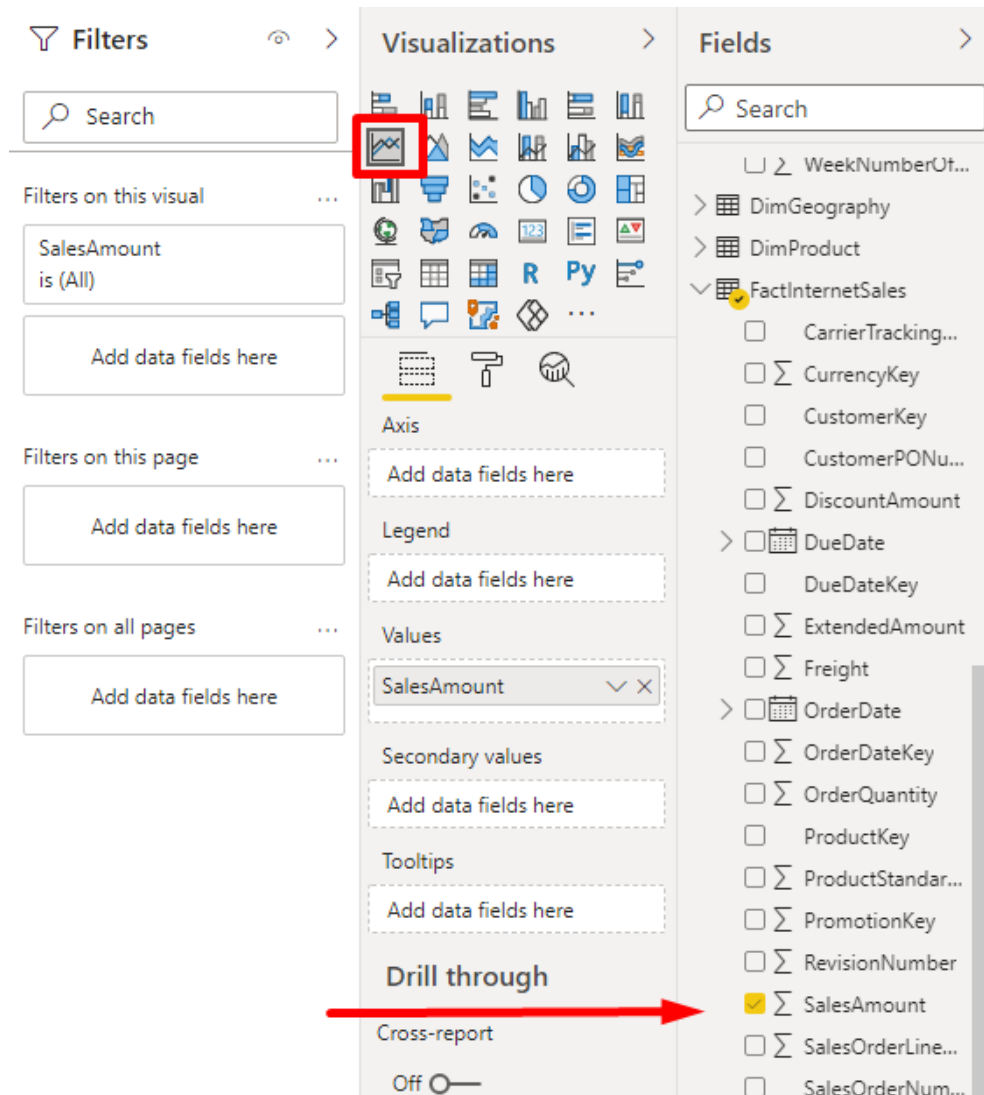 Filters
Search
Filters on this visual
...
SalesAmount
is (All)
Add data fields here
Filters on this page
...
Add data fields here
Filters on all pages
...
Add data fields here
Visualizations
123
R
Py
...
Axis
Add data fields here
Legend
Add data fields here
Values
SalesAmount
Secondary values
Add data fields here
Tooltips
Add data fields here
Drill through
Cross-report
Off
Fields
Search
∑ WeekNumberOf...
DimGeography
DimProduct
FactInternetSales
CarrierTracking...
∑ CurrencyKey
CustomerKey
CustomerPONu...
∑ DiscountAmount
DueDate
DueDateKey
∑ ExtendedAmount
∑ Freight
OrderDate
∑ OrderDateKey
∑ OrderQuantity
ProductKey
∑ ProductStandar...
∑ PromotionKey
∑ RevisionNumber
∑ SalesAmount
∑ SalesOrderLine...
SalesOrderNum...